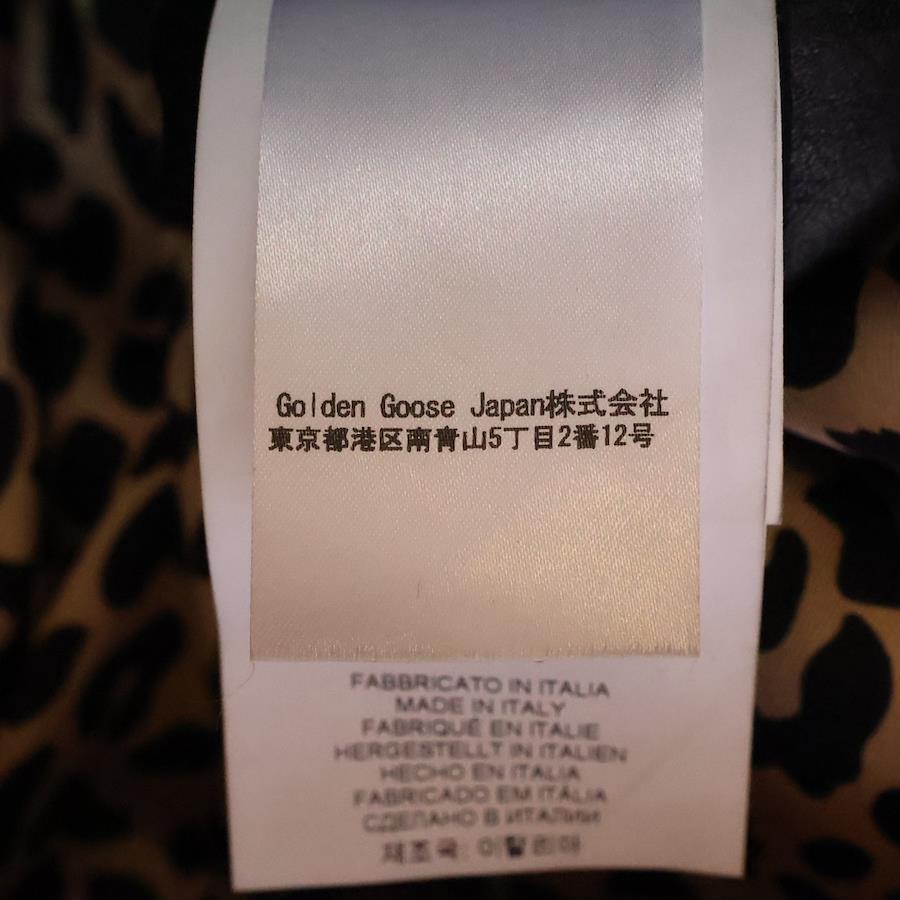 Golden Goose Japan株式会社
東京都港区南青山5丁目2番12号
FABBRICATO IN ITALIA
MADE IN ITALY
FABRIQUÉ EN ITALIE
HERGESTELLT IN ITALIEN
HECHO EN ITALIA
FABRICADO EM ITÁLIA
СДЕЛАНО В ИТАЛИИ
제조국: 이탈리아